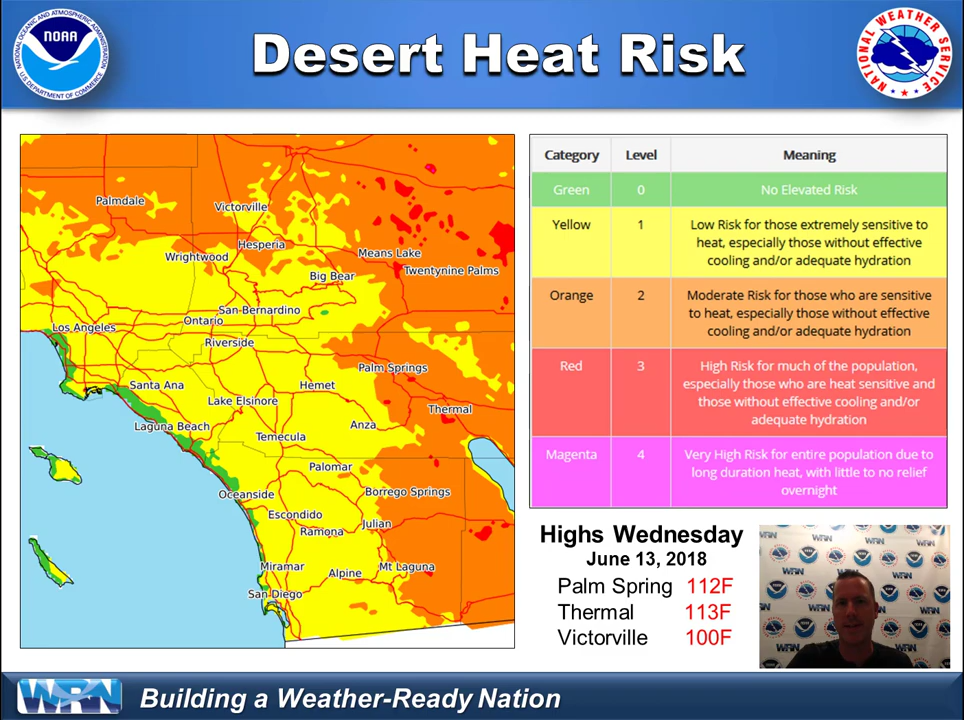 NOAA
NATIONAL OCEANIC AND ATMOSPHERIC ADMINISTRATION
U.S. DEPARTMENT OF COMMERCE
Desert Heat Risk
NATIONAL WEATHER SERVICE
Palmdale
Victorville
Hesperia
Wrightwood
Means Lake
Twentynine Palms
Big Bear
San Bernardino
Ontario
Los Angeles
Riverside
Palm Springs
Santa Ana
Hemet
Lake Elsinore
Thermal
Laguna Beach
Anza
Temecula
Palomar
Oceanside
Borrego Springs
Escondido
Ramona
Julian
Miramar
Alpine
Mt Laguna
San Diego
Category Level Meaning
Green 0 No Elevated Risk
Yellow 1 Low Risk for those extremely sensitive to
heat, especially those without effective
cooling and/or adequate hydration
Orange 2 Moderate Risk for those who are sensitive
to heat, especially those without effective
cooling and/or adequate hydration
Red 3 High Risk for much of the population,
especially those who are heat sensitive and
those without effective cooling and/or
adequate hydration
Magenta 4 Very High Risk for entire population due to
long duration heat, with little to no relief
overnight
Highs Wednesday
June 13, 2018
Palm Spring 112F
Thermal 113F
Victorville 100F
WRN
Building a Weather-Ready Nation